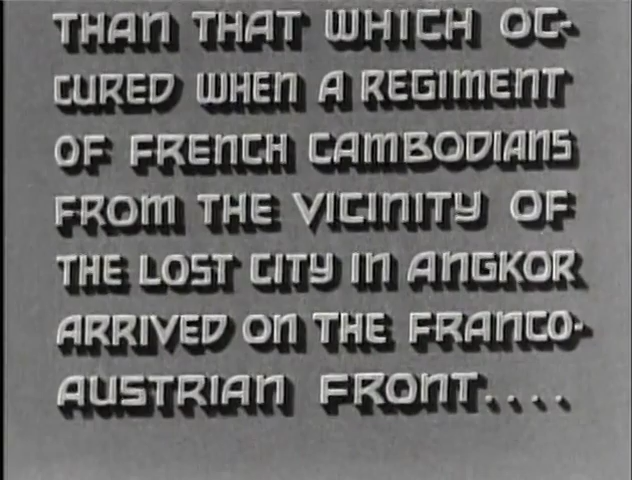 THAN THAT WHICH OC-
CURED WHEN A REGIMENT
OF FRENCH CAMBODIANS
FROM THE VICINITY OF
THE LOST CITY IN ANGKOR
ARRIVED ON THE FRANCO-
AUSTRIAN FRONT....